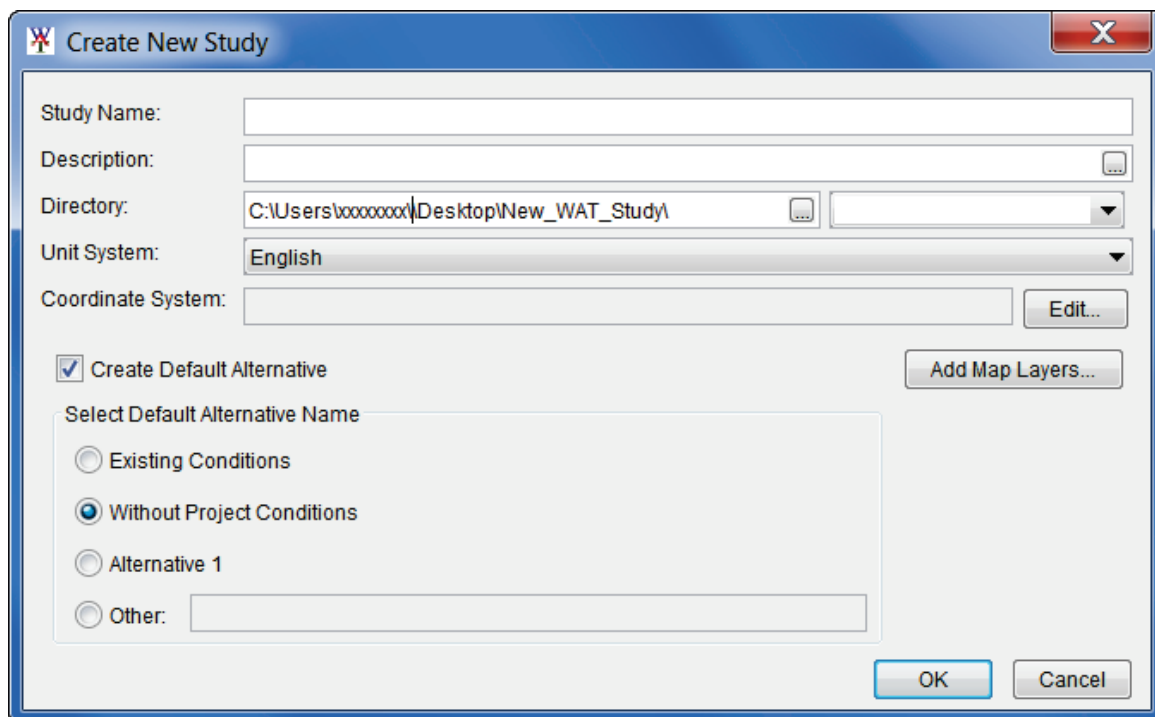 Create New Study
Study Name:
Description:
...
Directory:
C:\Users\xxxxxxxx\\Desktop\New_WAT_Study\
...
Unit System:
English
Coordinate System:
Edit...
Create Default Alternative
Add Map Layers...
Select Default Alternative Name
Existing Conditions
Without Project Conditions
Alternative 1
Other:
OK
Cancel